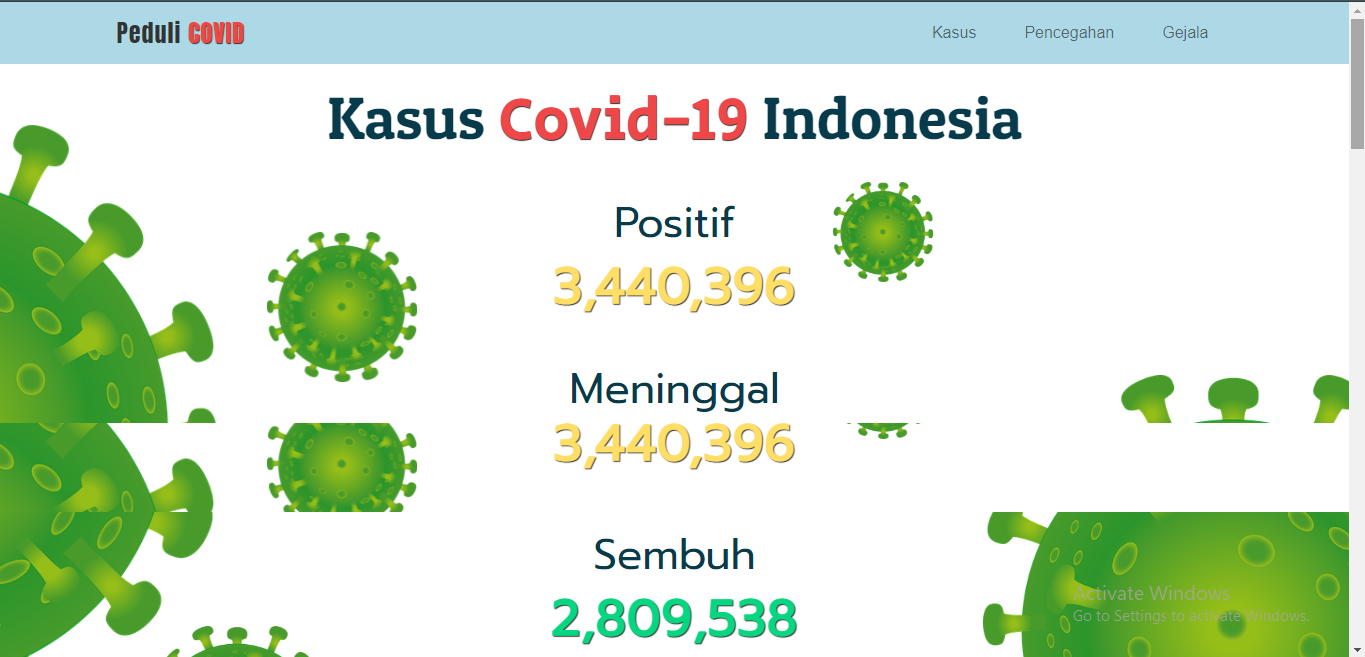 Peduli COVID
Kasus Pencegahan Gejala
Kasus Covid-19 Indonesia
Positif
3,440,396
Meninggal
3,440,396
Sembuh
2,809,538
Activate Windows
Go to Settings to activate Windows.